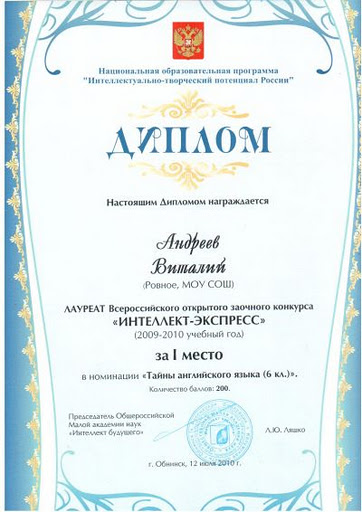 Национальная образовательная программа
"Интеллектуально-творческий потенциал России"
ДИПЛОМ
Настоящим Дипломом награждается
Андреев
Виталий
(Ровное, МОУ СОШ)
ЛАУРЕАТ Всероссийского открытого заочного конкурса
«ИНТЕЛЛЕКТ-ЭКСПРЕСС»
(2009-2010 учебный год)
за I место
в номинации «Тайны английского языка (6 кл.)».
Количество баллов: 200.
Председатель Общероссийской
Малой академии наук
«Интеллект будущего»
Л.Ю. Ляшко
г. Обнинск, 12 июля 2010 г.